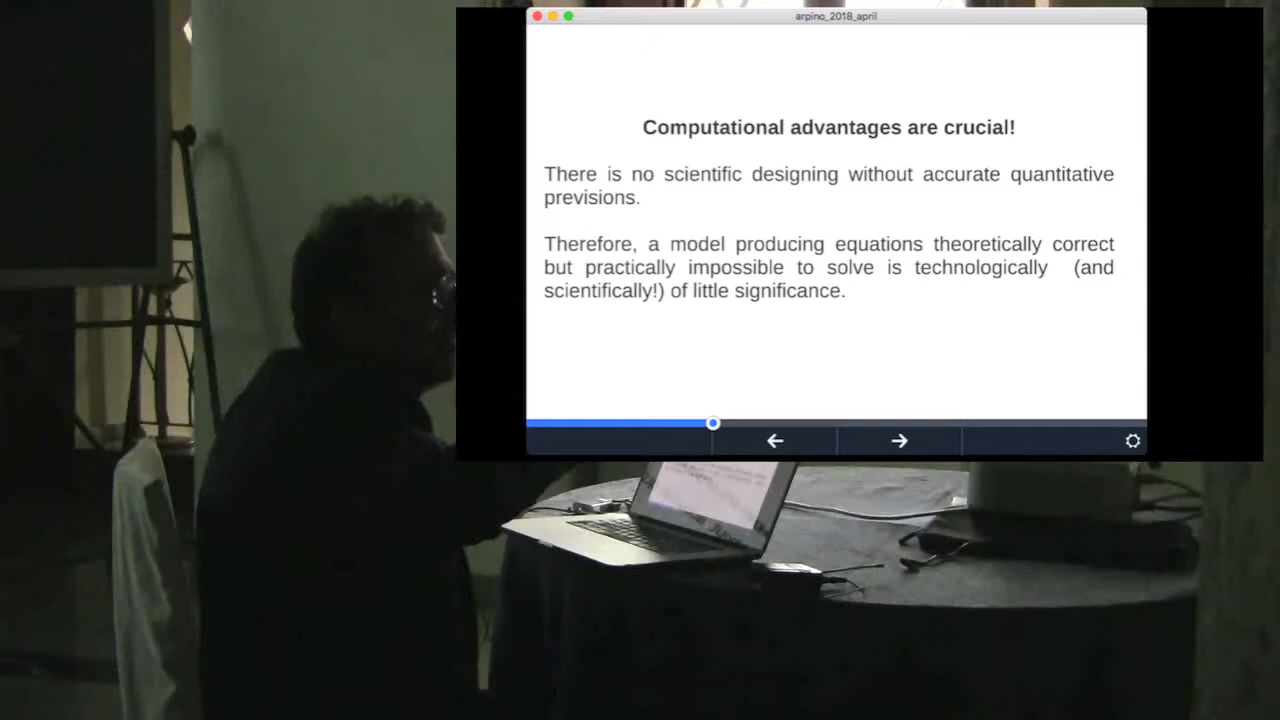 arpino_2018_april
Computational advantages are crucial!
There is no scientific designing without accurate quantitative
previsions.
Therefore, a model producing equations theoretically correct
but practically impossible to solve is technologically (and
scientifically!) of little significance.